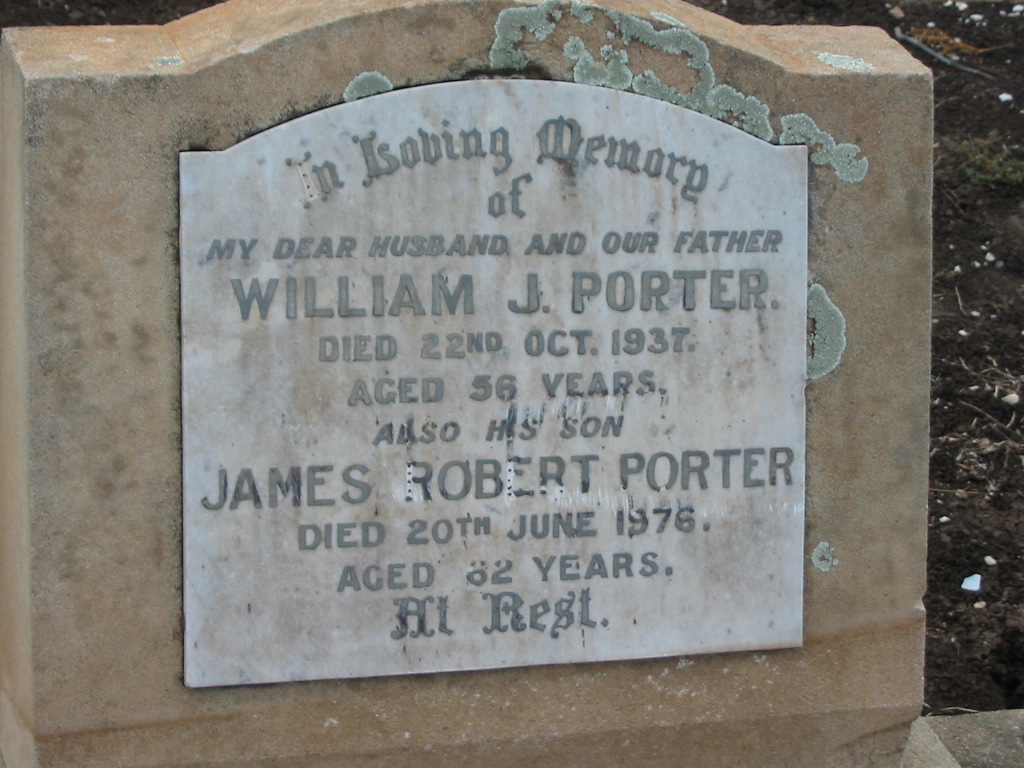 In Loving Memory
of
MY DEAR HUSBAND AND OUR FATHER
WILLIAM J. PORTER.
DIED 22ND OCT. 1937.
AGED 56 YEARS.
ALSO HIS SON
JAMES ROBERT PORTER
DIED 20TH JUNE 1976.
AGED 62 YEARS.
At Rest.